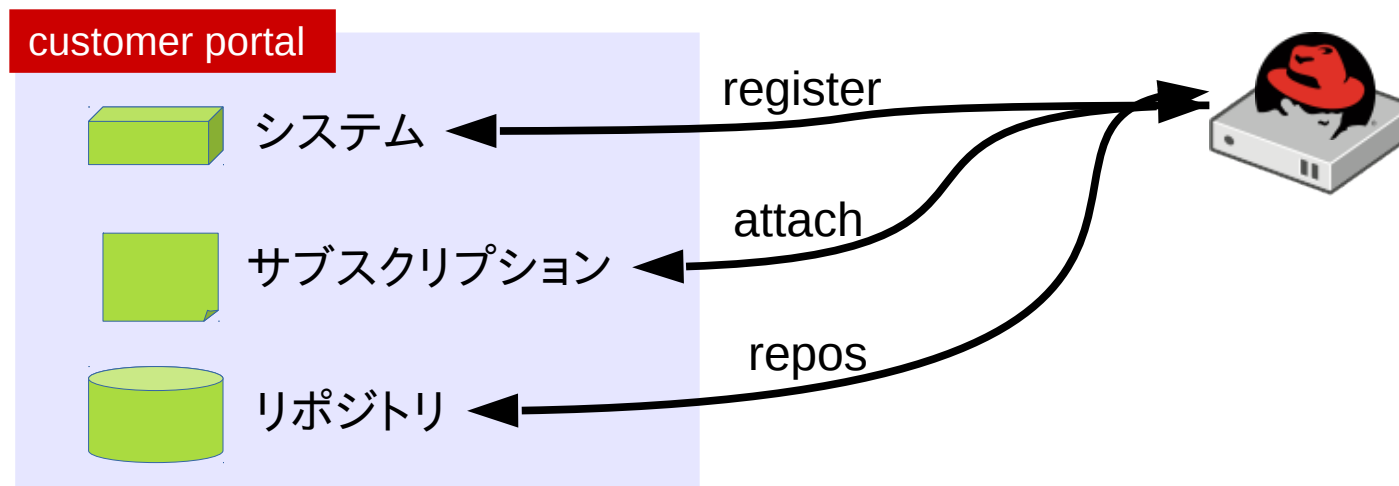 customer portal
システム
register
サブスクリプション
attach
リポジトリ
repos